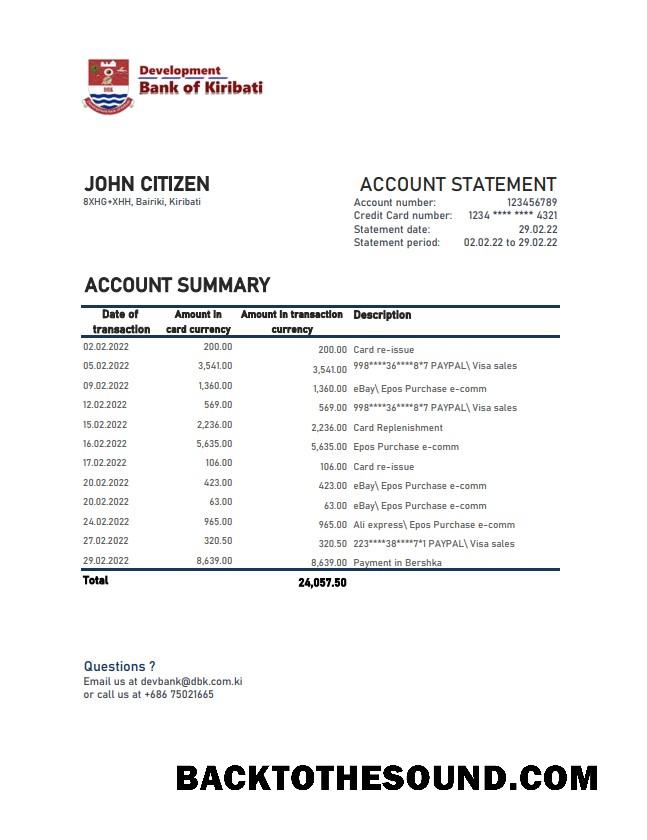 Development
Bank of Kiribati
JOHN CITIZEN
8XHG+XHH, Bairiki, Kiribati
ACCOUNT STATEMENT
Account number: 123456789
Credit Card number: 1234 **** **** 4321
Statement date: 29.02.22
Statement period: 02.02.22 to 29.02.22
ACCOUNT SUMMARY
Date of transaction Amount in card currency Amount in transaction currency Description
02.02.2022 200.00 200.00 Card re-issue
05.02.2022 3,541.00 3,541.00 998****36****8*7 PAYPAL\ Visa sales
09.02.2022 1,360.00 1,360.00 eBay\ Epos Purchase e-comm
12.02.2022 569.00 569.00 998****36****8*7 PAYPAL\ Visa sales
15.02.2022 2,236.00 2,236.00 Card Replenishment
16.02.2022 5,635.00 5,635.00 Epos Purchase e-comm
17.02.2022 106.00 106.00 Card re-issue
20.02.2022 423.00 423.00 eBay\ Epos Purchase e-comm
20.02.2022 63.00 63.00 eBay\ Epos Purchase e-comm
24.02.2022 965.00 965.00 Ali express\ Epos Purchase e-comm
27.02.2022 320.50 320.50 223****38****7*1 PAYPAL\ Visa sales
29.02.2022 8,639.00 8,639.00 Payment in Bershka
Total 24,057.50
Questions ?
Email us at devbank@dbk.com.ki
or call us at +686 75021665
BACKTOTHESOUND.COM